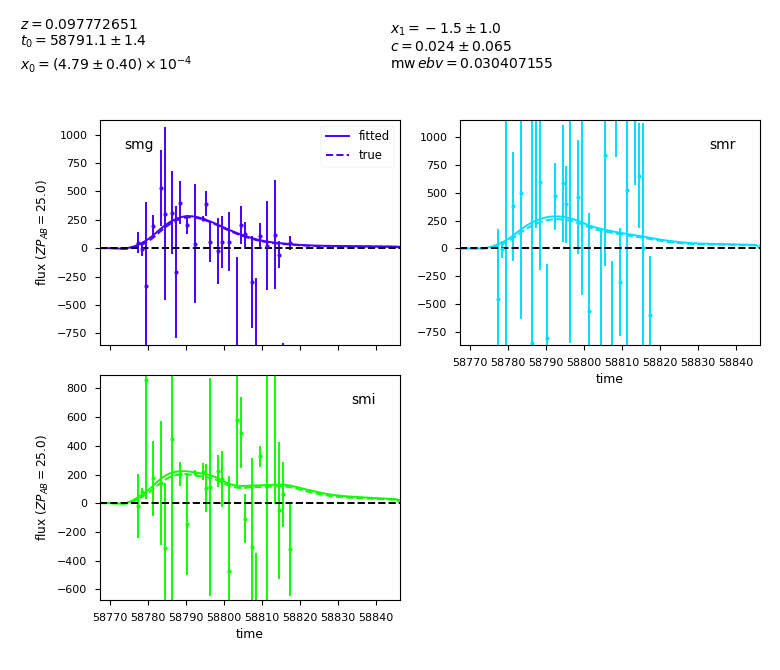 z = 0.097772651
t₀ = 58791.1 ± 1.4
x₀ = (4.79 ± 0.40) × 10⁻⁴
x₁ = −1.5 ± 1.0
c = 0.024 ± 0.065
mw ebv = 0.030407155
smg
fitted
true
1000
750
500
250
0
−250
−500
−750
flux (ZP_AB = 25.0)
smr
1000
750
500
250
0
−250
−500
−750
58770 58780 58790 58800 58810 58820 58830 58840
time
smi
800
600
400
200
0
−200
−400
−600
flux (ZP_AB = 25.0)
58770 58780 58790 58800 58810 58820 58830 58840
time